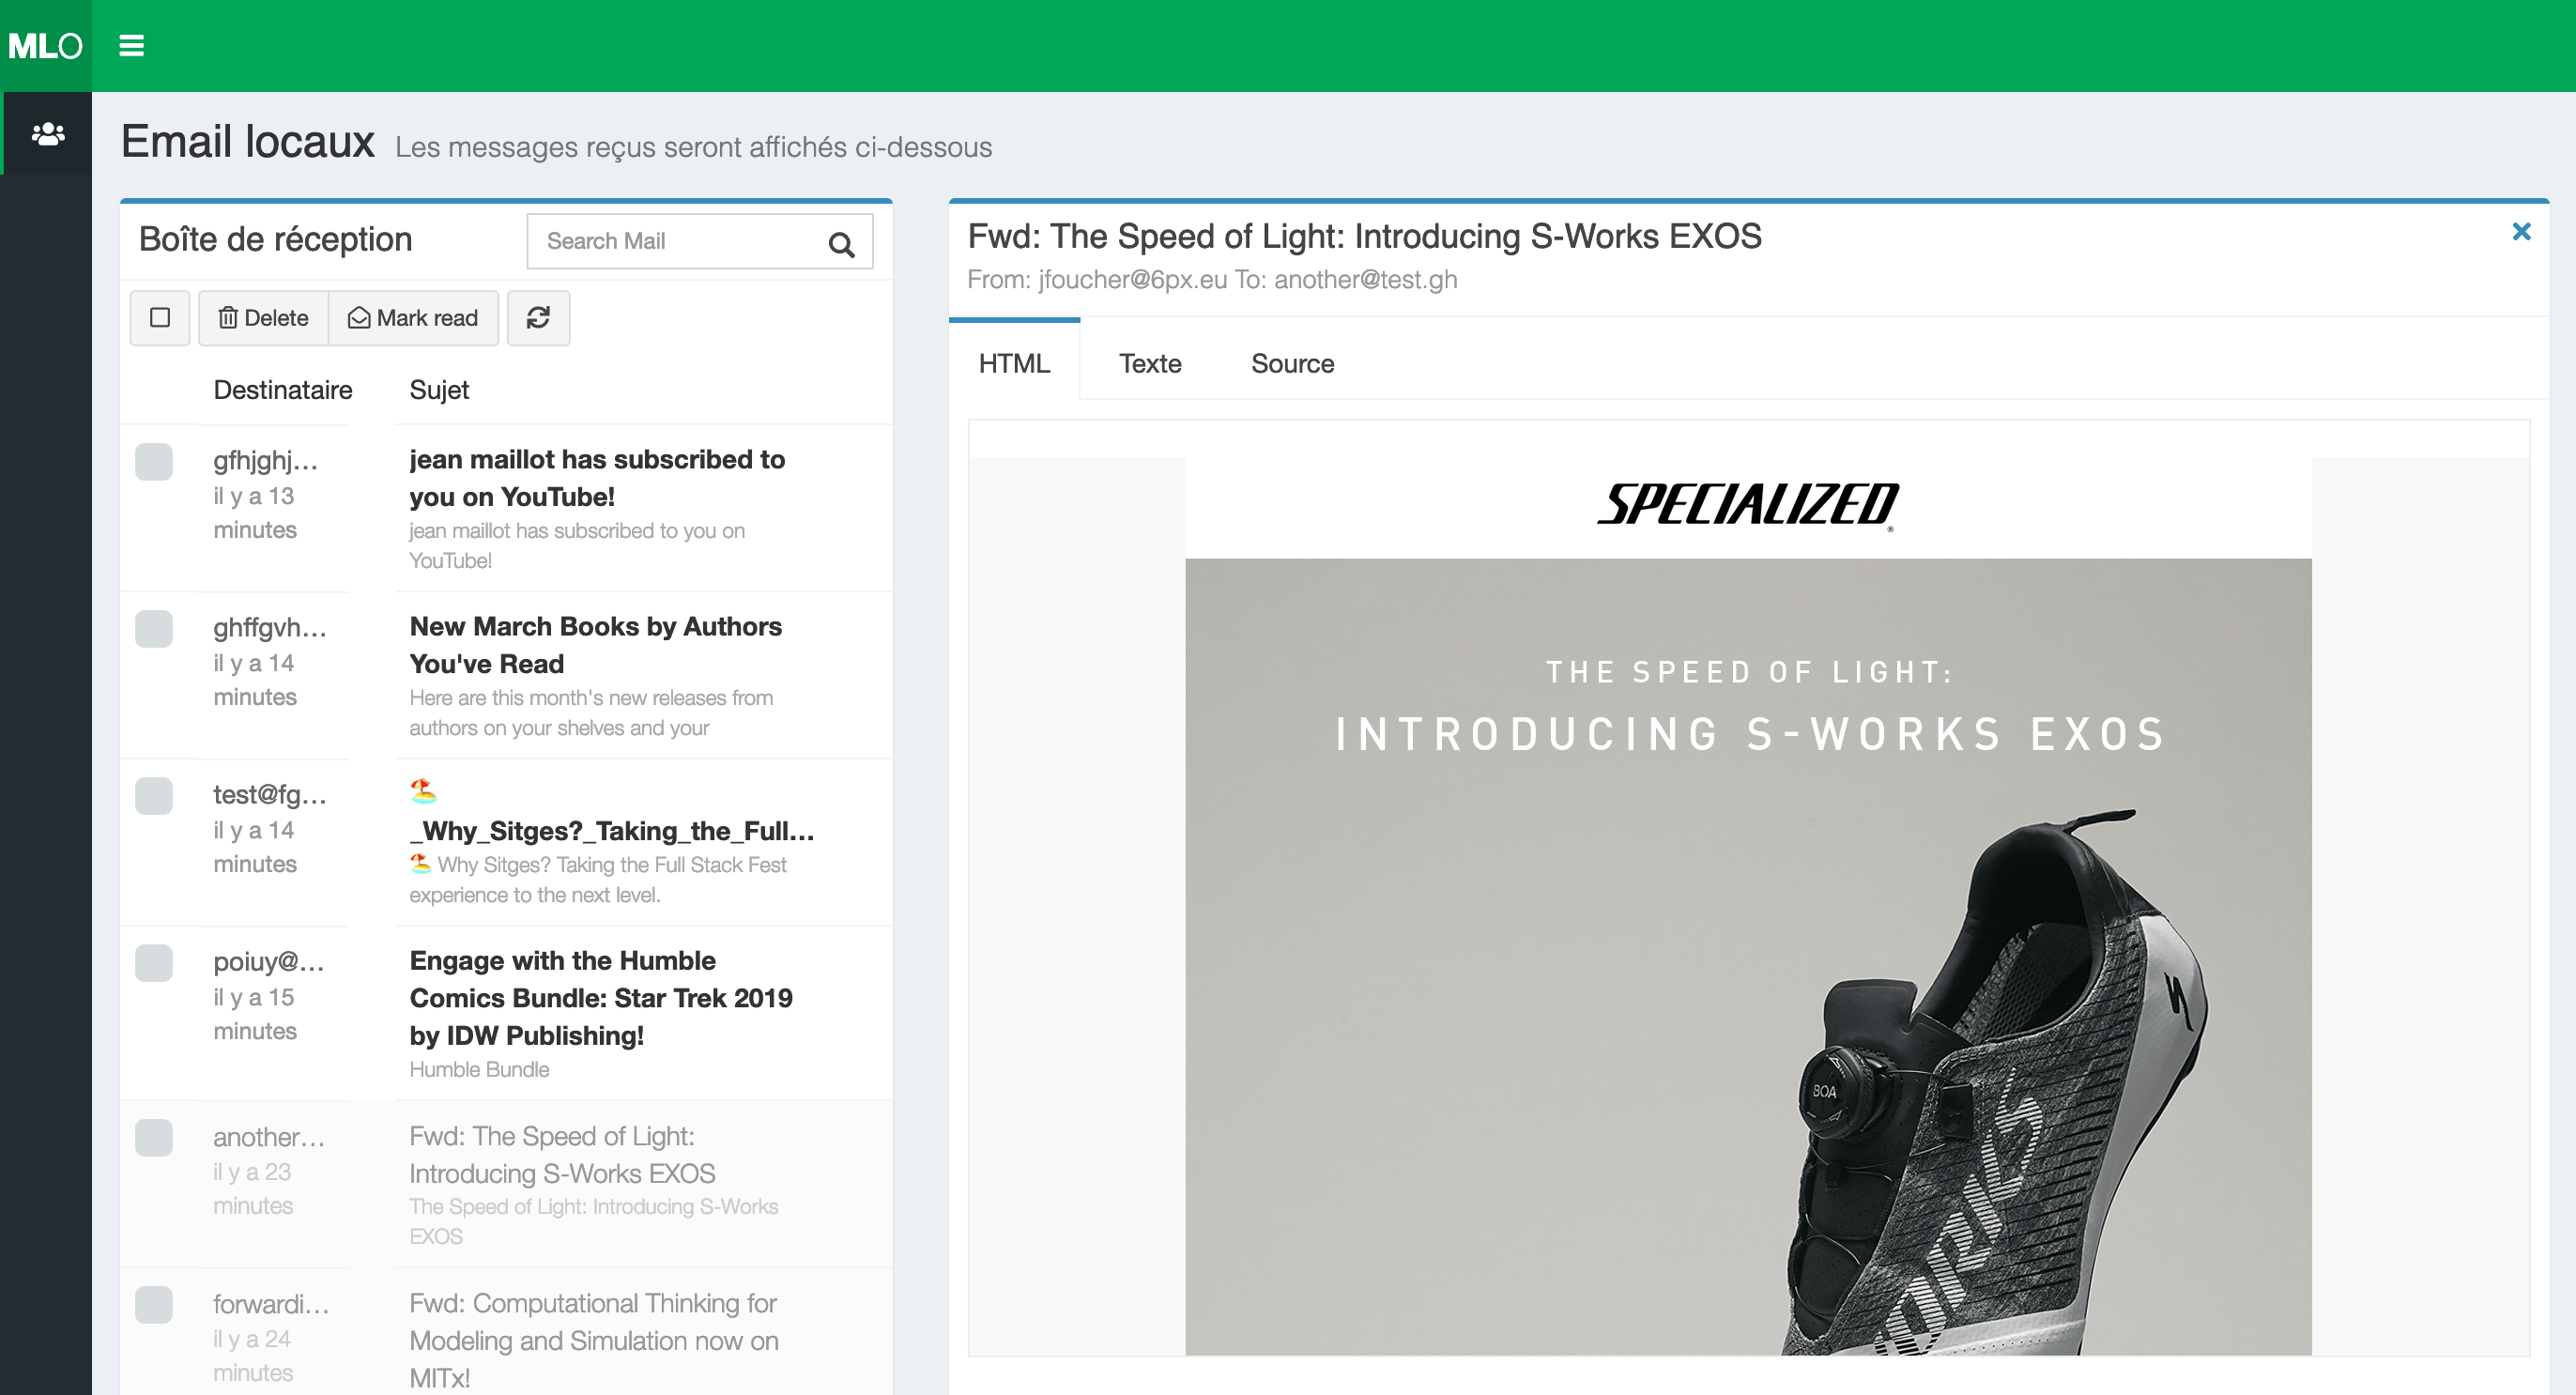 MLO
Email locaux Les messages reçus seront affichés ci-dessous
Boîte de réception
Search Mail
Delete
Mark read
Destinataire Sujet
gfhjghj…
il y a 13
minutes
jean maillot has subscribed to
you on YouTube!
jean maillot has subscribed to you on
YouTube!
ghffgvh…
il y a 14
minutes
New March Books by Authors
You've Read
Here are this month's new releases from
authors on your shelves and your
test@fg…
il y a 14
minutes
🏖
_Why_Sitges?_Taking_the_Full…
🏖 Why Sitges? Taking the Full Stack Fest
experience to the next level.
poiuy@…
il y a 15
minutes
Engage with the Humble
Comics Bundle: Star Trek 2019
by IDW Publishing!
Humble Bundle
another…
il y a 23
minutes
Fwd: The Speed of Light:
Introducing S-Works EXOS
The Speed of Light: Introducing S-Works
EXOS
forwardi…
il y a 24
minutes
Fwd: Computational Thinking for
Modeling and Simulation now on
MITx!
Fwd: The Speed of Light: Introducing S-Works EXOS
From: jfoucher@6px.eu To: another@test.gh
HTML Texte Source
SPECIALIZED®
THE SPEED OF LIGHT:
INTRODUCING S-WORKS EXOS
BOA
ORKS